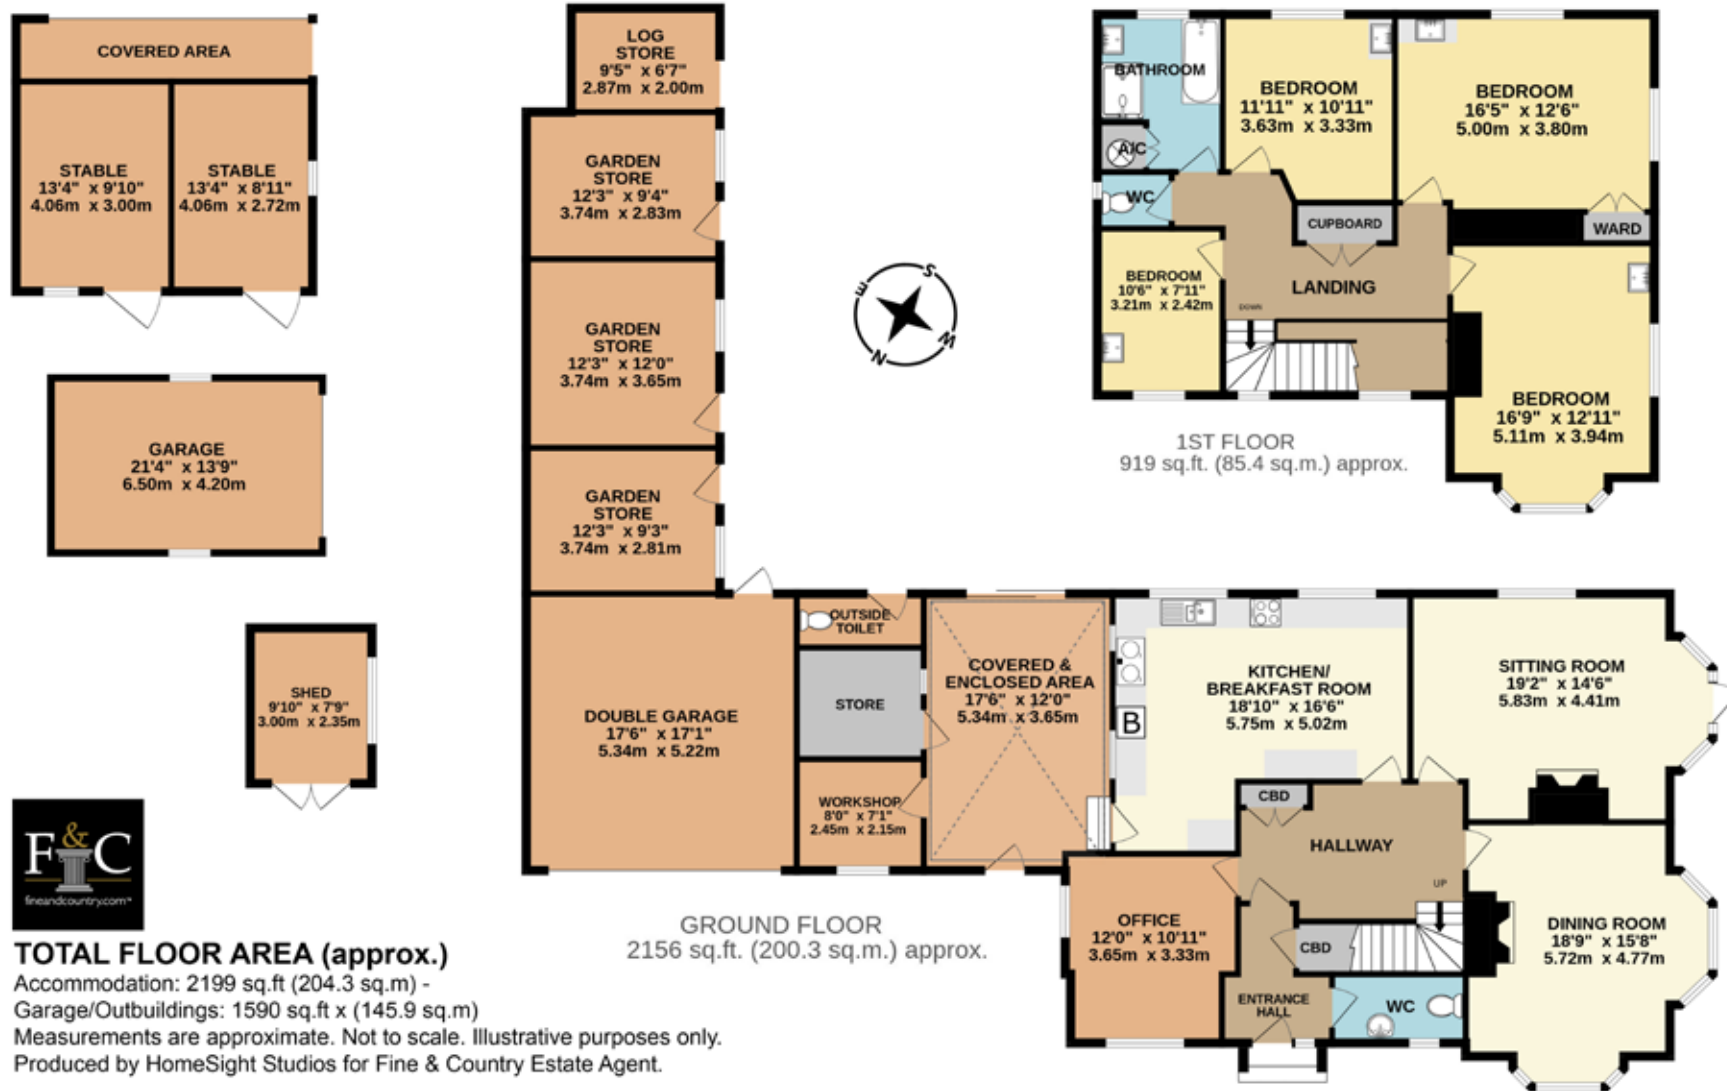 COVERED AREA
STABLE
13'4" x 9'10"
4.06m x 3.00m
STABLE
13'4" x 8'11"
4.06m x 2.72m
GARAGE
21'4" x 13'9"
6.50m x 4.20m
SHED
9'10" x 7'9"
3.00m x 2.35m
LOG
STORE
9'5" x 6'7"
2.87m x 2.00m
GARDEN
STORE
12'3" x 9'4"
3.74m x 2.83m
GARDEN
STORE
12'3" x 12'0"
3.74m x 3.65m
GARDEN
STORE
12'3" x 9'3"
3.74m x 2.81m
S
E
W
N
BATHROOM
A/C
WC
BEDROOM
11'11" x 10'11"
3.63m x 3.33m
BEDROOM
16'5" x 12'6"
5.00m x 3.80m
CUPBOARD
WARD
BEDROOM
10'6" x 7'11"
3.21m x 2.42m
LANDING
DOWN
BEDROOM
16'9" x 12'11"
5.11m x 3.94m
1ST FLOOR
919 sq.ft. (85.4 sq.m.) approx.
DOUBLE GARAGE
17'6" x 17'1"
5.34m x 5.22m
OUTSIDE
TOILET
STORE
WORKSHOP
8'0" x 7'1"
2.45m x 2.15m
COVERED &
ENCLOSED AREA
17'6" x 12'0"
5.34m x 3.65m
B
KITCHEN/
BREAKFAST ROOM
18'10" x 16'6"
5.75m x 5.02m
SITTING ROOM
19'2" x 14'6"
5.83m x 4.41m
CBD
HALLWAY
UP
OFFICE
12'0" x 10'11"
3.65m x 3.33m
CBD
ENTRANCE
HALL
WC
DINING ROOM
18'9" x 15'8"
5.72m x 4.77m
GROUND FLOOR
2156 sq.ft. (200.3 sq.m.) approx.
F&C
fineandcountry.com™
TOTAL FLOOR AREA (approx.)
Accommodation: 2199 sq.ft (204.3 sq.m) -
Garage/Outbuildings: 1590 sq.ft x (145.9 sq.m)
Measurements are approximate. Not to scale. Illustrative purposes only.
Produced by HomeSight Studios for Fine & Country Estate Agent.